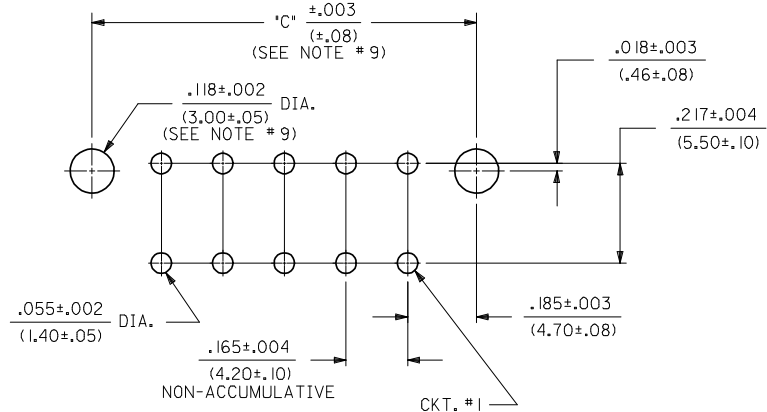 "C" ±.003
(±.08)
(SEE NOTE #9)
.018±.003
(.46±.08)
.118±.002 DIA.
(3.00±.05)
(SEE NOTE #9)
.217±.004
(5.50±.10)
.055±.002 DIA.
(1.40±.05)
.185±.003
(4.70±.08)
.165±.004
(4.20±.10)
NON-ACCUMULATIVE
CKT. #1